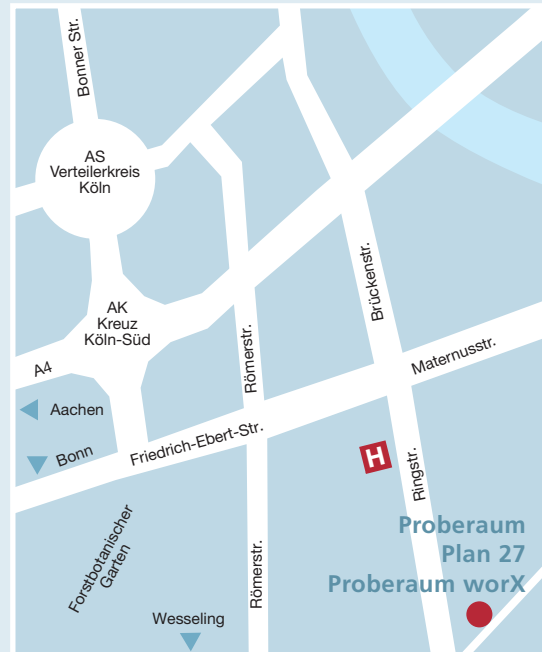 Bonner Str.
AS
Verteilerkreis
Köln
AK
Kreuz
Köln-Süd
A4
Aachen
Bonn
Friedrich-Ebert-Str.
Römerstr.
Brückenstr.
Maternusstr.
H
Ringstr.
Forstbotanischer
Garten
Römerstr.
Wesseling
Proberaum
Plan 27
Proberaum worX